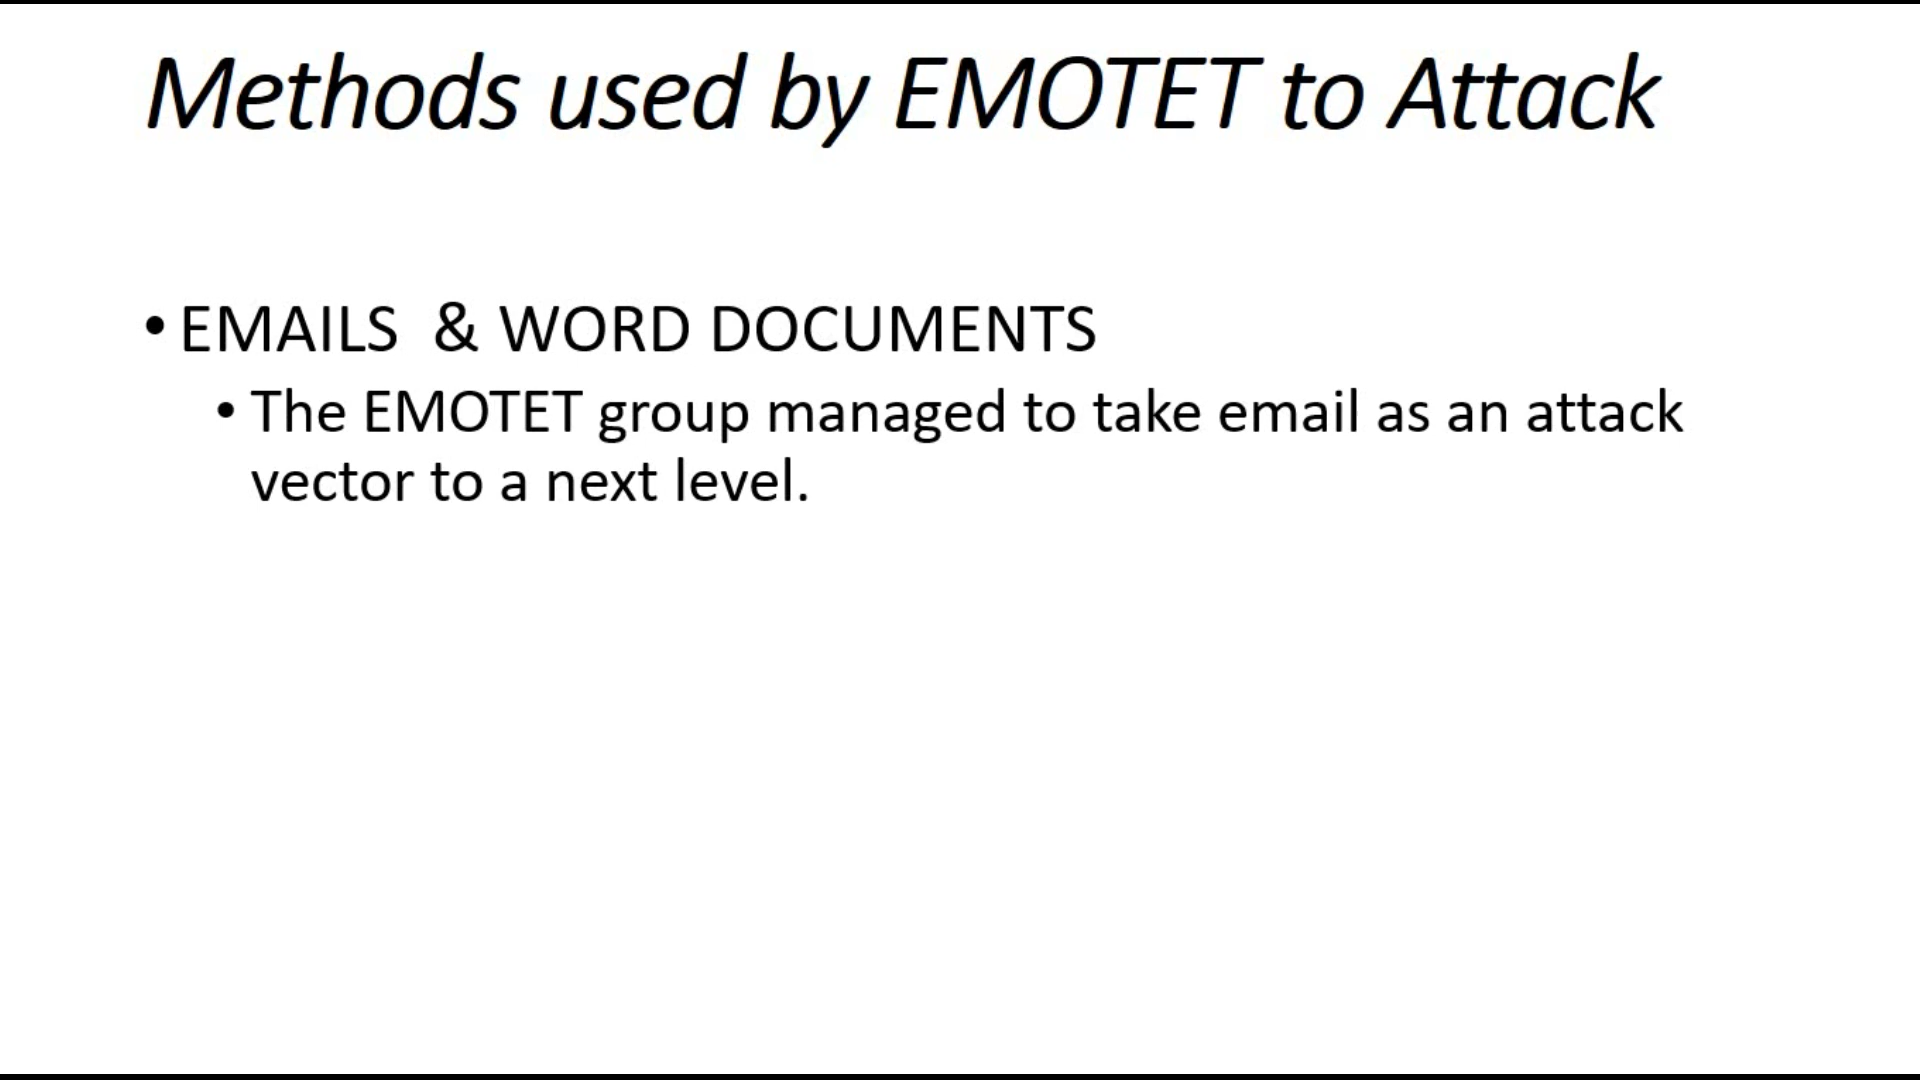 Methods used by EMOTET to Attack
• EMAILS & WORD DOCUMENTS
• The EMOTET group managed to take email as an attack
vector to a next level.